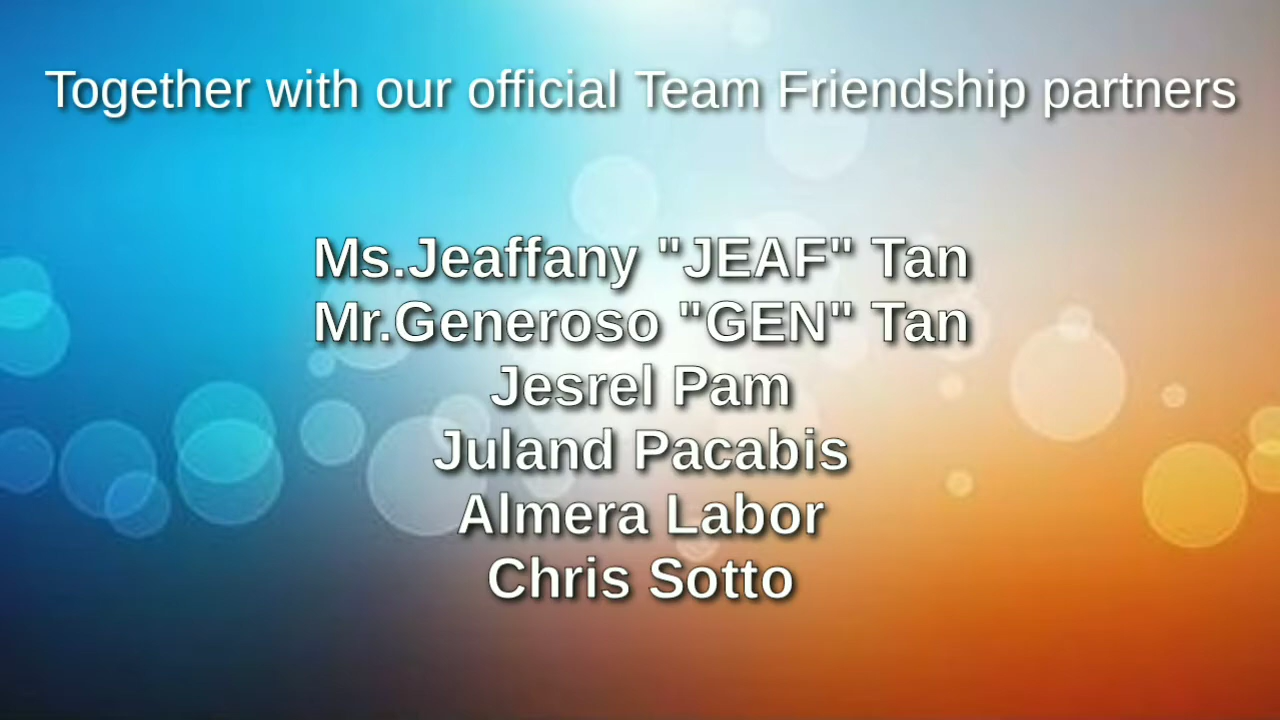 Together with our official Team Friendship partners
Ms.Jeaffany "JEAF" Tan
Mr.Generoso "GEN" Tan
Jesrel Pam
Juland Pacabis
Almera Labor
Chris Sotto